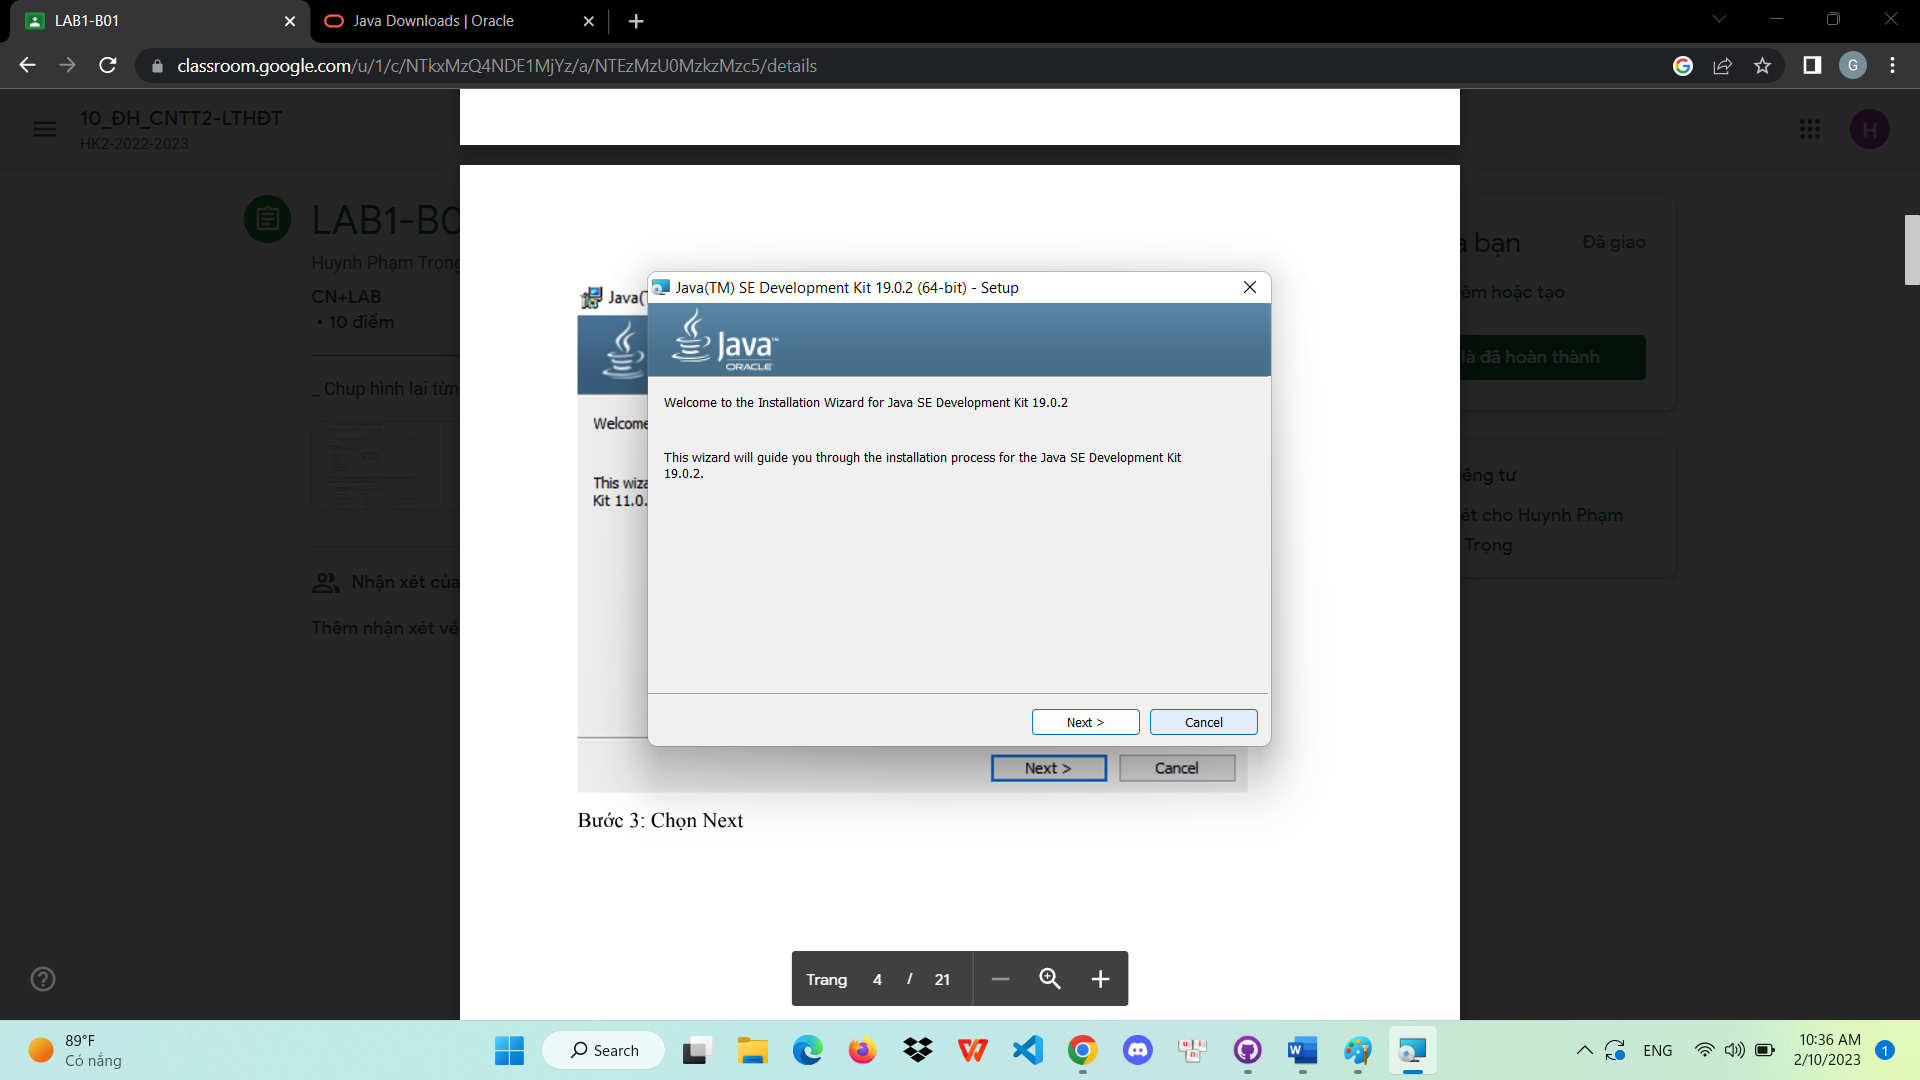 LAB1-B01
Java Downloads | Oracle
classroom.google.com/u/1/c/NTkxMzQ4NDE1MjYz/a/NTEzMzU0MzkzMzc5/details
G
10_ĐH_CNTT2-LTHĐT
HK2-2022-2023
H
LAB1-B0
Huynh Phạm Trọng
CN+LAB
• 10 điểm
_ Chụp hình lại từn
Nhận xét của
Thêm nhận xét về
bạn
Đã giao
êm hoặc tạo
là đã hoàn thành
iêng tư
ét cho Huynh Phạm
Trọng
Java(
Welcome
This wiza
Kit 11.0.
Java(TM) SE Development Kit 19.0.2 (64-bit) - Setup
Java™
ORACLE
Welcome to the Installation Wizard for Java SE Development Kit 19.0.2
This wizard will guide you through the installation process for the Java SE Development Kit
19.0.2.
Next >
Cancel
Next >
Cancel
Bước 3: Chọn Next
Trang 4 / 21
89°F
Có nắng
Search
ENG
10:36 AM
2/10/2023
1